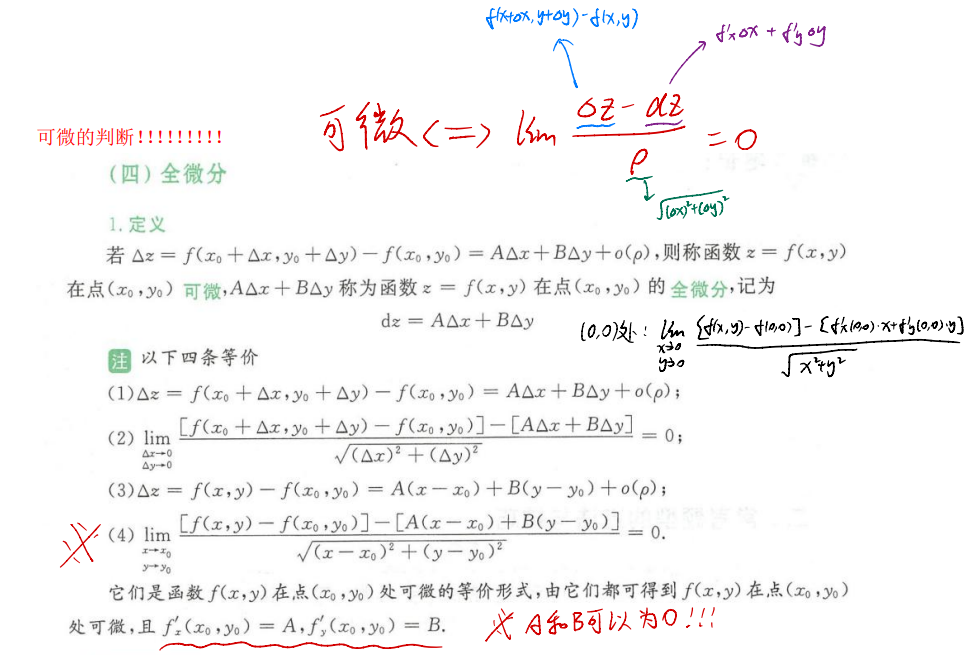 f(x+Δx, y+Δy)-f(x,y)
f'xΔx + f'yΔy
可微的判断!!!!!!!!!
可微<=> lim (Δz - dz)/ρ = 0
√(Δx)²+(Δy)²
(四)全微分
1.定义
若 Δz = f(x₀+Δx,y₀+Δy)-f(x₀,y₀) = AΔx+BΔy+o(ρ),则称函数 z = f(x,y)
在点(x₀,y₀) 可微,AΔx+BΔy 称为函数 z = f(x,y) 在点(x₀,y₀) 的全微分,记为
dz = AΔx+BΔy
(0,0)处: lim x→0 y→0 {[f(x,y)-f(0,0)]-[f'x(0,0)·x+f'y(0,0)·y]}/√x²+y²
注 以下四条等价
(1)Δz = f(x₀+Δx,y₀+Δy)-f(x₀,y₀) = AΔx+BΔy+o(ρ);
(2) lim Δx→0 Δy→0 {[f(x₀+Δx,y₀+Δy)-f(x₀,y₀)]-[AΔx+BΔy]}/√(Δx)²+(Δy)² = 0;
(3)Δz = f(x,y)-f(x₀,y₀) = A(x-x₀)+B(y-y₀)+o(ρ);
(4) lim x→x₀ y→y₀ {[f(x,y)-f(x₀,y₀)]-[A(x-x₀)+B(y-y₀)]}/√(x-x₀)²+(y-y₀)² = 0.
它们是函数 f(x,y) 在点(x₀,y₀) 处可微的等价形式,由它们都可得到 f(x,y) 在点(x₀,y₀)
处可微,且 f'ₓ(x₀,y₀) = A,f'y(x₀,y₀) = B.
※ A和B可以为0!!!